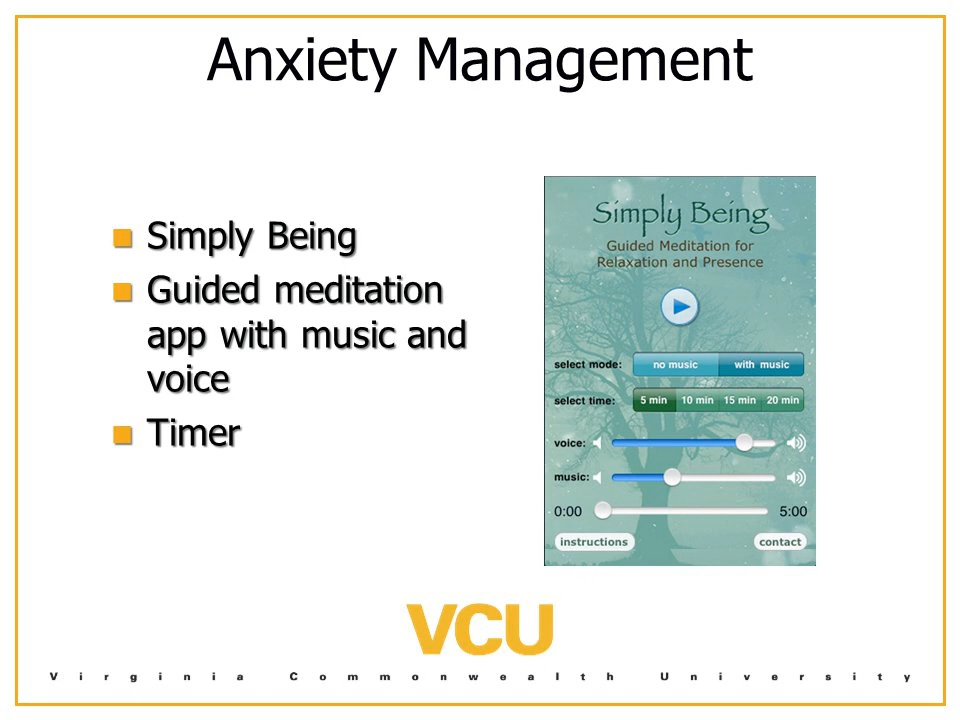 Anxiety Management
Simply Being
Guided meditation
app with music and
voice
Timer
Simply Being
Guided Meditation for
Relaxation and Presence
select mode: no music with music
select time: 5 min 10 min 15 min 20 min
voice:
music:
0:00 5:00
instructions contact
VCU
Virginia Commonwealth University